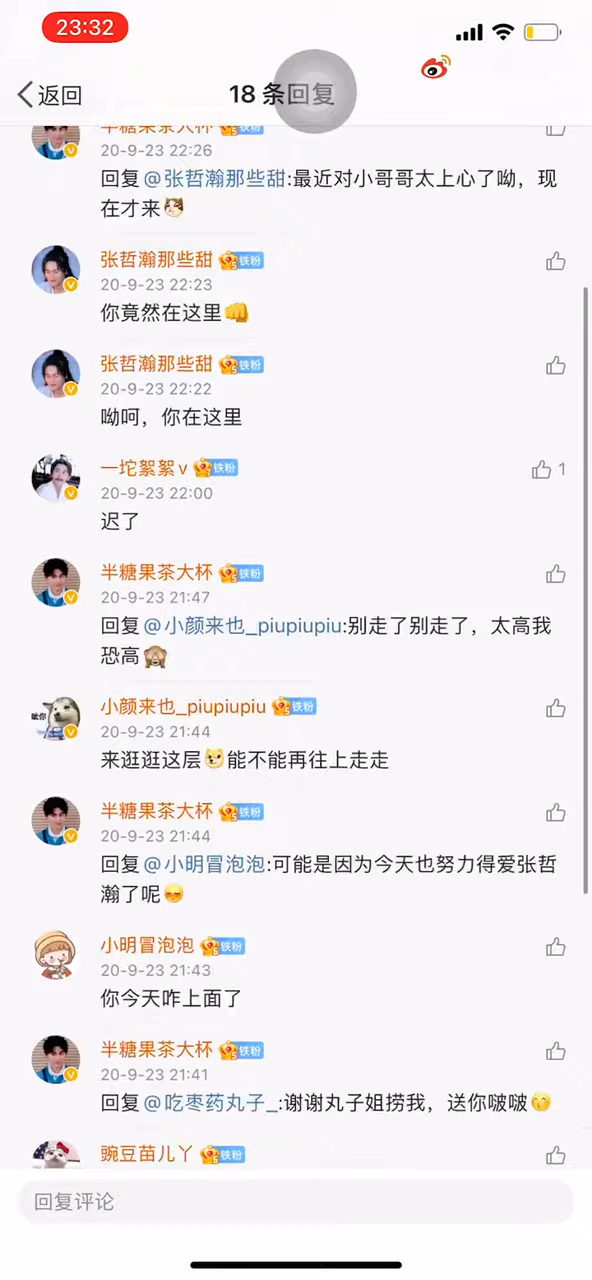 23:32
返回
18 条回复
半糖果茶大杯 铁粉
20-9-23 22:26
回复@张哲瀚那些甜:最近对小哥哥太上心了呦，现
在才来
张哲瀚那些甜 铁粉
20-9-23 22:23
你竟然在这里
张哲瀚那些甜 铁粉
20-9-23 22:22
呦呵，你在这里
一坨絮絮v 铁粉
1
20-9-23 22:00
迟了
半糖果茶大杯 铁粉
20-9-23 21:47
回复@小颜来也_piupiupiu:别走了别走了，太高我
恐高
小颜来也_piupiupiu 铁粉
20-9-23 21:44
来逛逛这层能不能再往上走走
半糖果茶大杯 铁粉
20-9-23 21:44
回复@小明冒泡泡:可能是因为今天也努力得爱张哲
瀚了呢
小明冒泡泡 铁粉
20-9-23 21:43
你今天咋上面了
半糖果茶大杯 铁粉
20-9-23 21:41
回复@吃枣药丸子_:谢谢丸子姐捞我，送你啵啵
豌豆苗儿丫 铁粉
回复评论